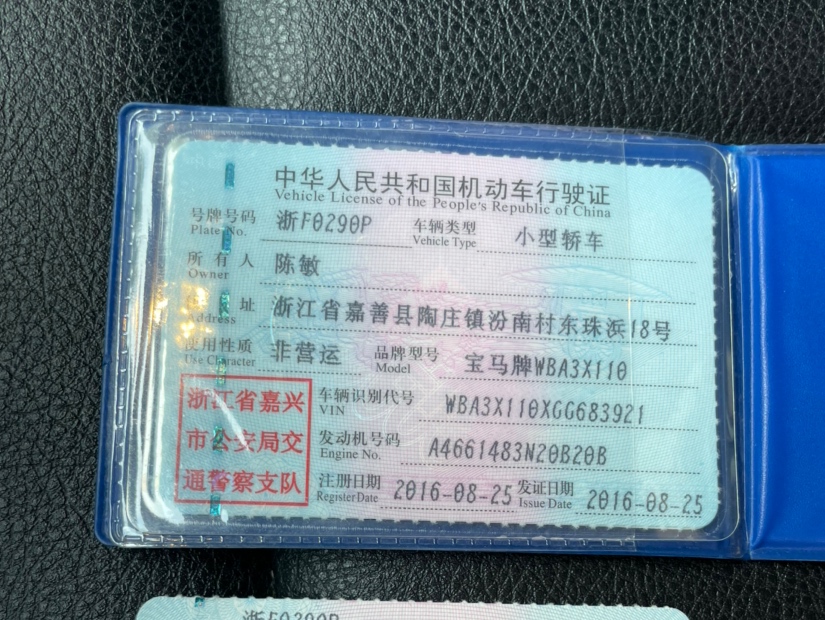 中华人民共和国机动车行驶证
Vehicle License of the People's Republic of China
号牌号码 浙F0290P 车辆类型 小型轿车
Plate No. Vehicle Type
所有人 陈敏
Owner
住址 浙江省嘉善县陶庄镇汾南村东珠浜18号
Address
使用性质 非营运 品牌型号 宝马牌WBA3X110
Use Character Model
浙江省嘉兴
市公安局交
通警察支队
车辆识别代号 WBA3X110XGG683921
VIN
发动机号码 A4661483N20B20B
Engine No.
注册日期 2016-08-25 发证日期 2016-08-25
Register Date Issue Date
浙F0290P